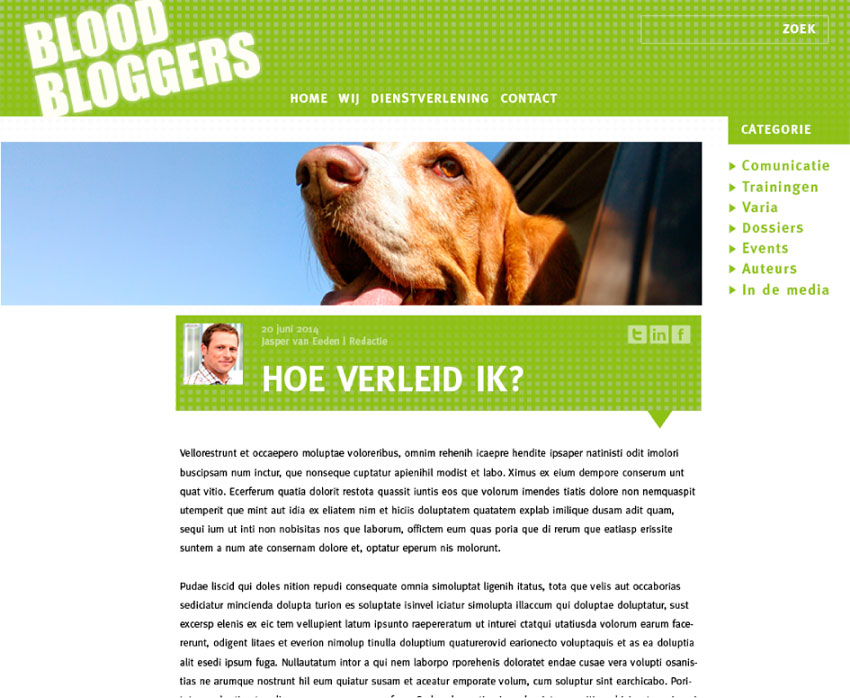 BLOOD
BLOGGERS
ZOEK
HOME WIJ DIENSTVERLENING CONTACT
CATEGORIE
Comunicatie
Trainingen
Varia
Dossiers
Events
Auteurs
In de media
20 juni 2014
Jasper van Eeden | Redactie
HOE VERLEID IK?
Vellorestrunt et occaepero moluptae voloreribus, omnim rehenih icaepre hendite ipsaper natinisti odit imolori
buscipsam num inctur, que nonseque cuptatur apienihil modist et labo. Ximus ex eium dempore conserum unt
quat vitio. Ecerferum quatia dolorit restota quassit iuntis eos que volorum imendes tiatis dolore non nemquaspit
utemperit que mint aut idia ex eliatem nim et hiciis doluptatem quatatem explab imilique dusam adit quam,
sequi ium ut inti non nobisitas nos que laborum, offictem eum quas poria que di rerum que eatiasp erissite
suntem a num ate consernam dolore et, optatur eperum nis molorunt.
Pudae liscid qui doles nition repudi consequate omnia simoluptat ligenih itatus, tota que velis aut occaborias
sediciatur mincienda dolupta turion es soluptate isinvel iciatur simolupta illaccum qui doluptae doluptatur, sust
excersp elenis ex eic tem vellupient latum ipsunto raepereratum ut inturei ctatqui utatiusda volorum earum face-
rerunt, odigent litaes et everion nimolup tinulla doluptium quaturerovid earionecto voluptaquis et as ea doluptia
alit esedi ipsum fuga. Nullautatum intor a qui nem laborpo rporehenis doloratet endae cusae vera volupti osanis-
tias ne arumque nostrunt hil eum quiatur susam et aceatur emporate volum, cum soluptur sint earchicabo. Pori-